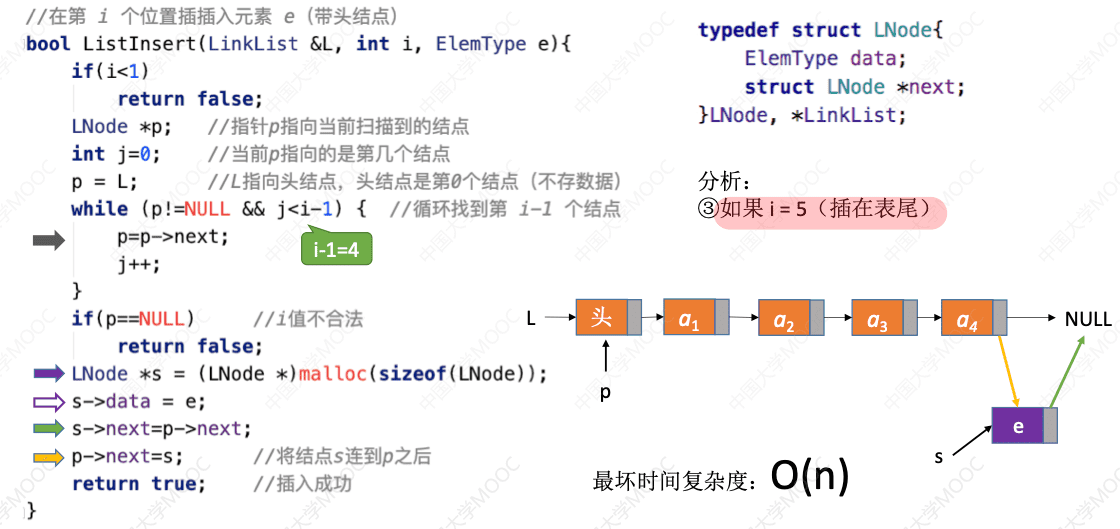 //在第 i 个位置插插入元素 e（带头结点）
bool ListInsert(LinkList &L, int i, ElemType e){
if(i<1)
return false;
LNode *p; //指针p指向当前扫描到的结点
int j=0; //当前p指向的是第几个结点
p = L; //L指向头结点，头结点是第0个结点（不存数据）
while (p!=NULL && j<i-1) { //循环找到第 i-1 个结点
p=p->next;
i-1=4
j++;
}
if(p==NULL) //i值不合法
return false;
LNode *s = (LNode *)malloc(sizeof(LNode));
s->data = e;
s->next=p->next;
p->next=s; //将结点s连到p之后
return true; //插入成功
}
typedef struct LNode{
ElemType data;
struct LNode *next;
}LNode, *LinkList;
分析：
③如果 i = 5（插在表尾）
L 头 a1 a2 a3 a4 NULL
p
e
s
最坏时间复杂度：O(n)
中国大学MOOC